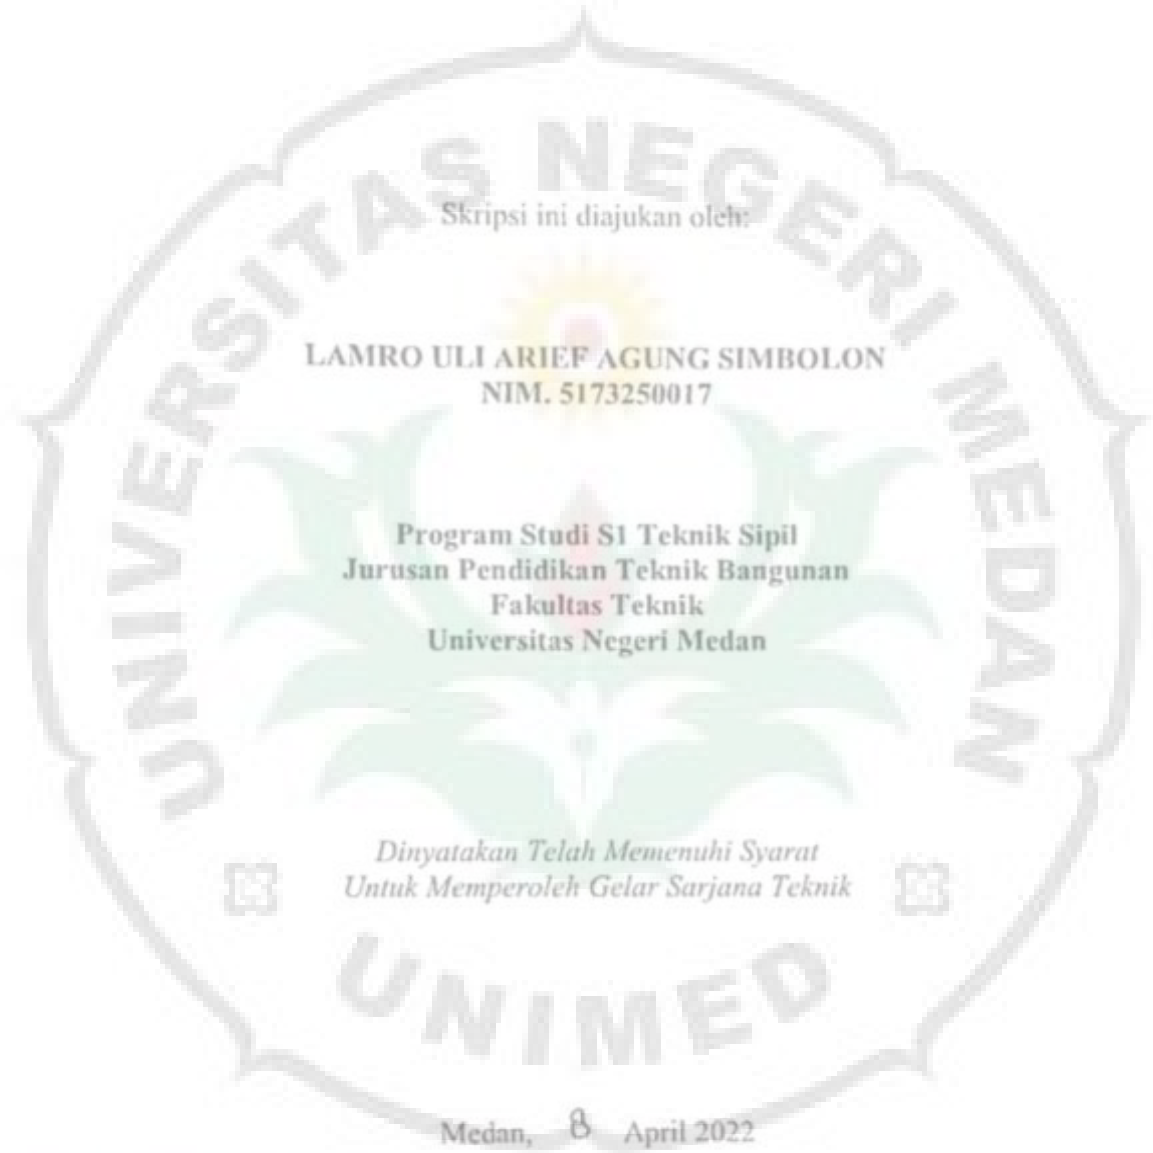 UNIVERSITAS NEGERI MEDAN
Skripsi ini diajukan oleh:
LAMRO ULI ARIEF AGUNG SIMBOLON
NIM. 5173250017
Program Studi S1 Teknik Sipil
Jurusan Pendidikan Teknik Bangunan
Fakultas Teknik
Universitas Negeri Medan
Dinyatakan Telah Memenuhi Syarat
Untuk Memperoleh Gelar Sarjana Teknik
UNIMED
Medan, 8 April 2022